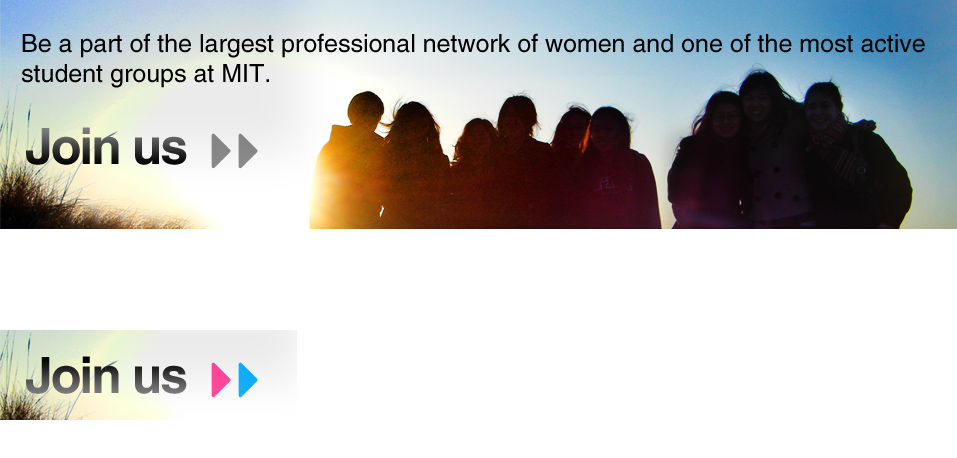 Be a part of the largest professional network of women and one of the most active
student groups at MIT.
Join us
Join us